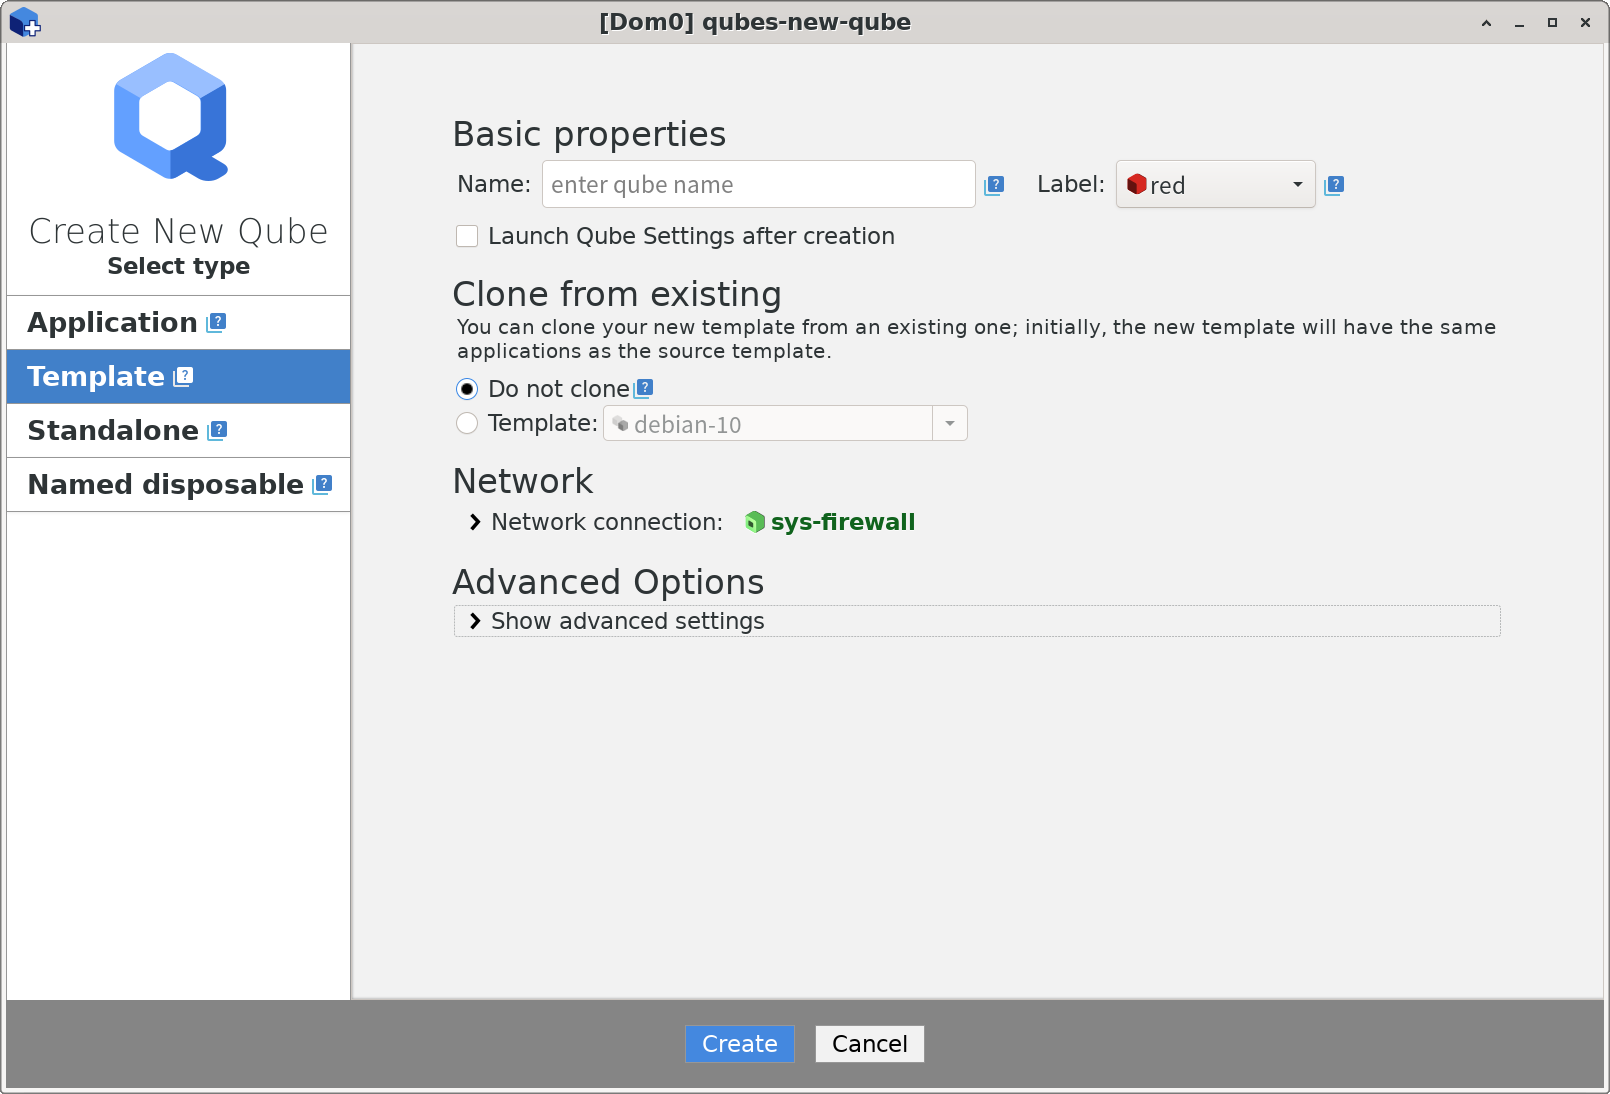 [Dom0] qubes-new-qube
Create New Qube
Select type
Application ?
Template ?
Standalone ?
Named disposable ?
Basic properties
Name: enter qube name ? Label: red ?
Launch Qube Settings after creation
Clone from existing
You can clone your new template from an existing one; initially, the new template will have the same
applications as the source template.
Do not clone ?
Template: debian-10
Network
Network connection: sys-firewall
Advanced Options
Show advanced settings
Create Cancel